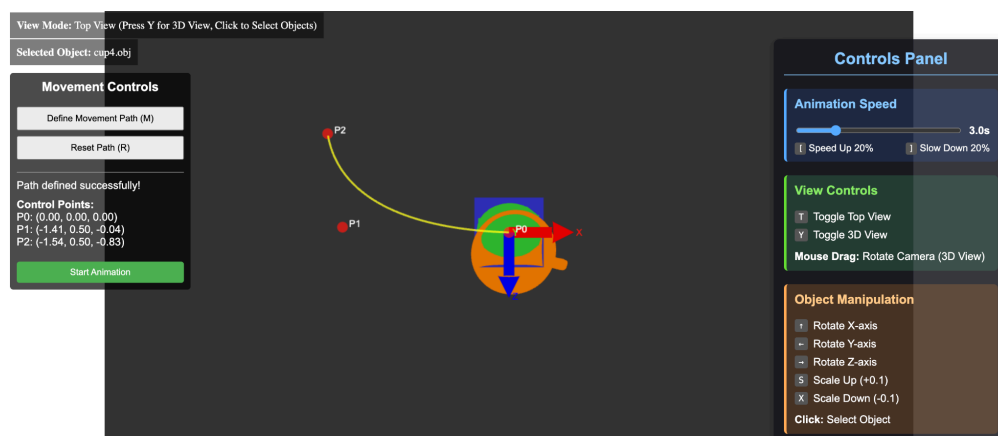 View Mode: Top View (Press Y for 3D View, Click to Select Objects)
Selected Object: cup4.obj
Movement Controls
Define Movement Path (M)
Reset Path (R)
Path defined successfully!
Control Points:
P0: (0.00, 0.00, 0.00)
P1: (-1.41, 0.50, -0.04)
P2: (-1.54, 0.50, -0.83)
Start Animation
P2
P1
P0
X
Z
Controls Panel
Animation Speed
3.0s
[ Speed Up 20%
] Slow Down 20%
View Controls
T Toggle Top View
Y Toggle 3D View
Mouse Drag: Rotate Camera (3D View)
Object Manipulation
↑ Rotate X-axis
← Rotate Y-axis
→ Rotate Z-axis
S Scale Up (+0.1)
X Scale Down (-0.1)
Click: Select Object